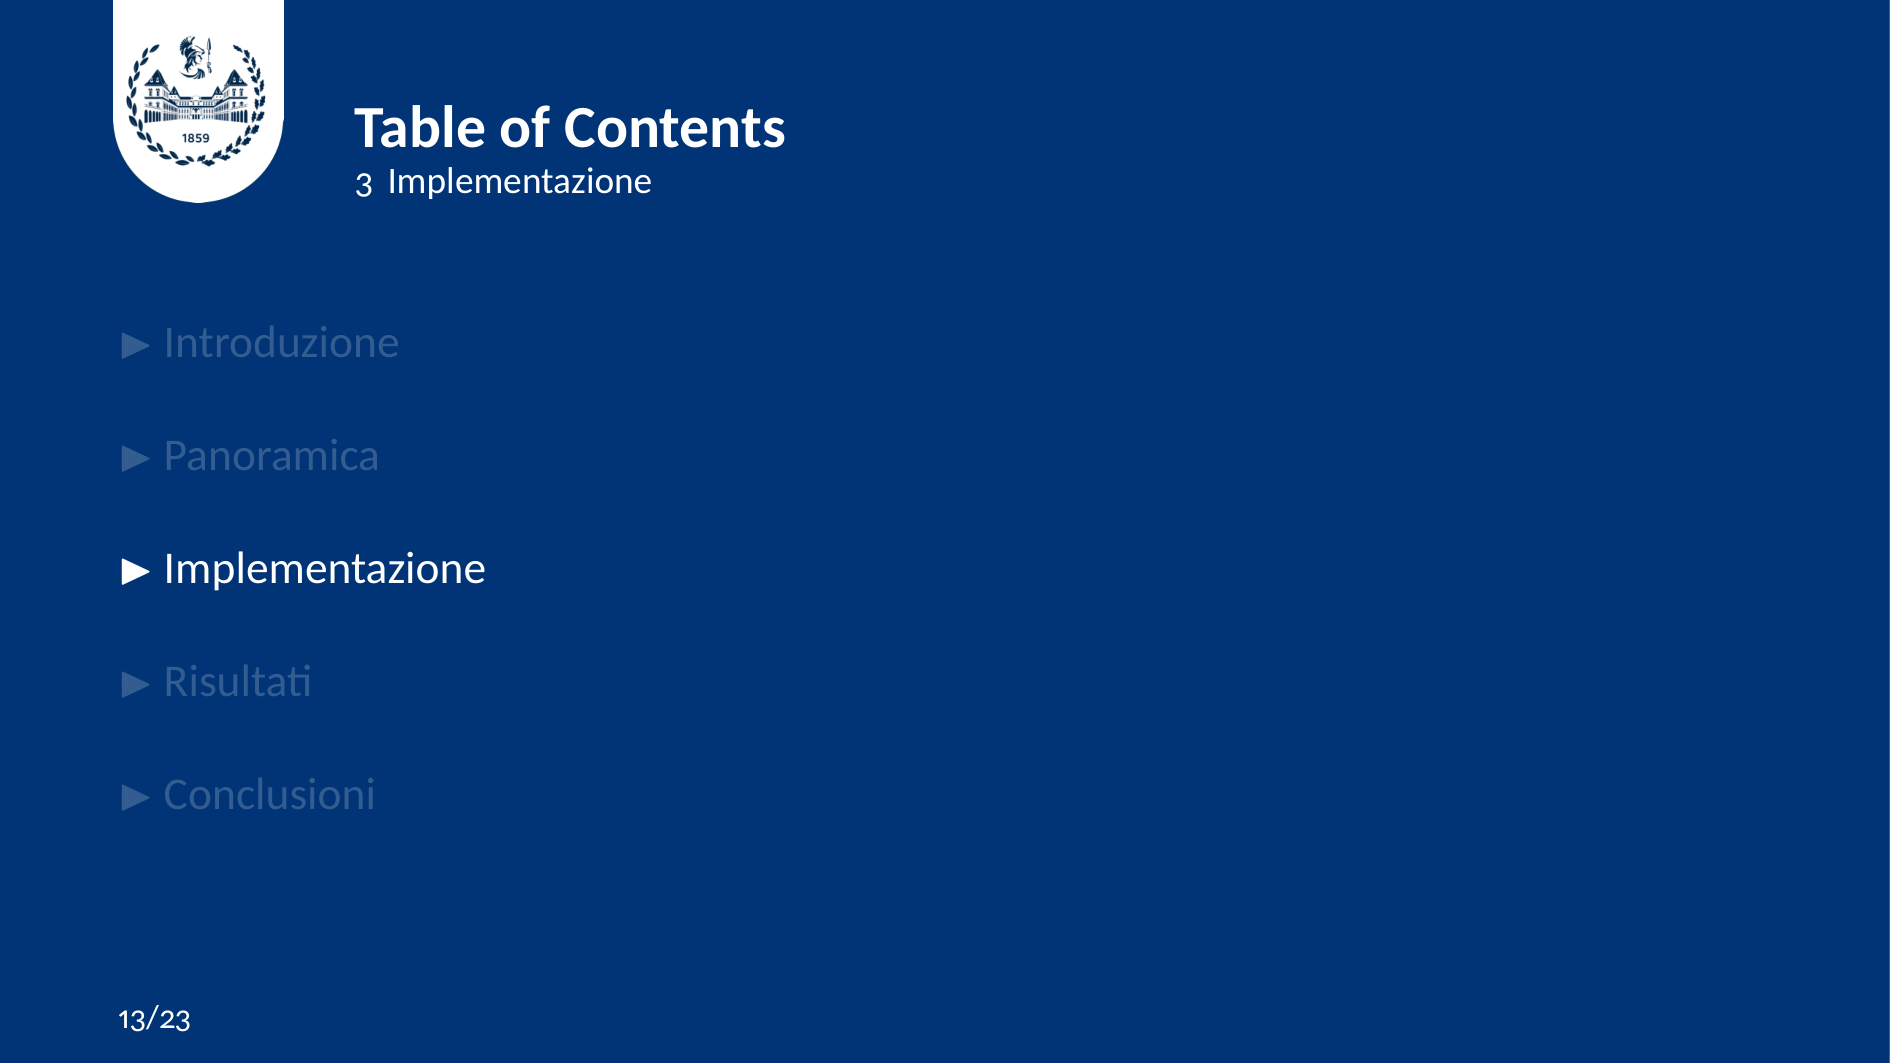 1859
Table of Contents
3 Implementazione
▶ Introduzione
▶ Panoramica
▶ Implementazione
▶ Risultati
▶ Conclusioni
13/23